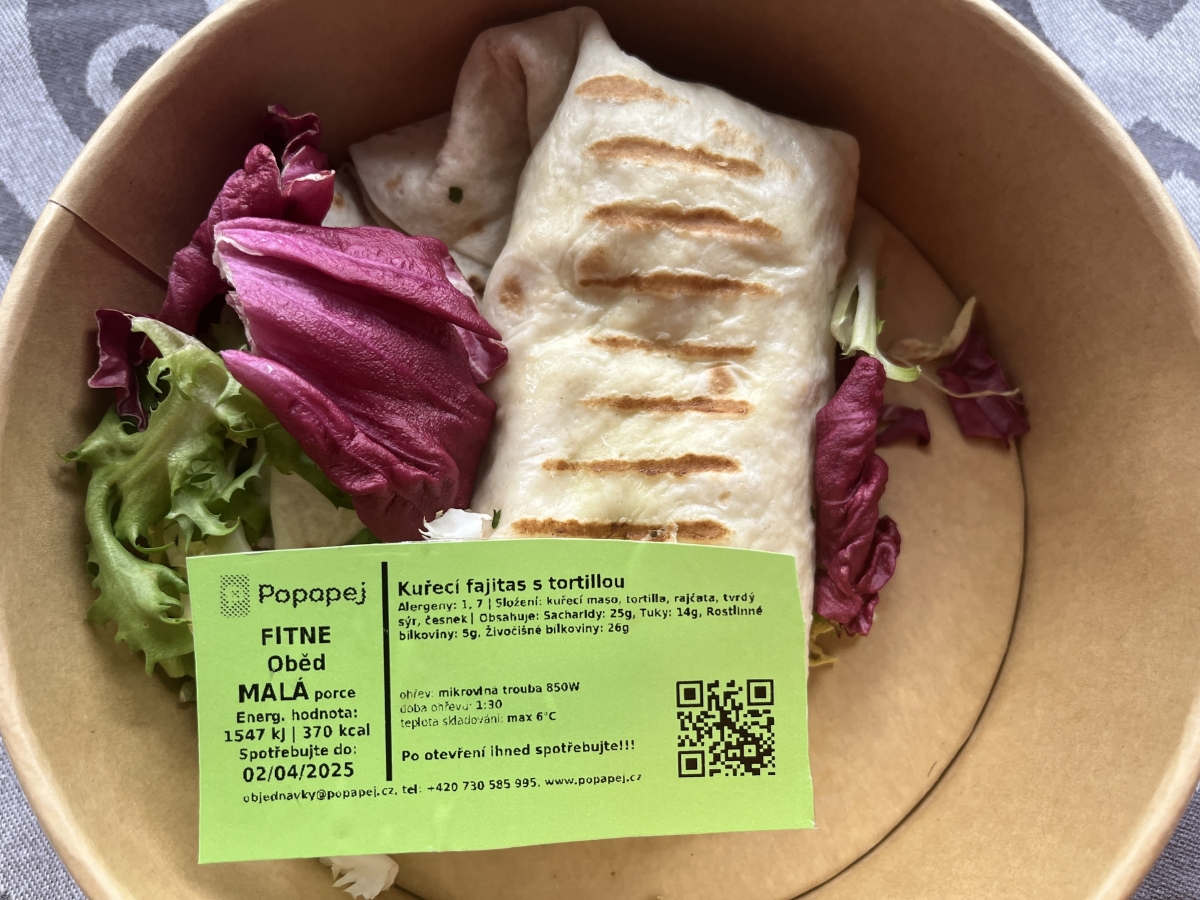 Popapej
FITNE
Oběd
MALÁ porce
Energ. hodnota:
1547 kJ | 370 kcal
Spotřebujte do:
02/04/2025
Kuřecí fajitas s tortillou
Alergeny: 1, 7 | Složení: kuřecí maso, tortilla, rajčata, tvrdý
sýr, česnek | Obsahuje: Sacharidy: 25g, Tuky: 14g, Rostlinné
bílkoviny: 5g, Živočišné bílkoviny: 26g
ohřev: mikrovlná trouba 850W
doba ohřevu: 1:30
teplota skladování: max 6°C
Po otevření ihned spotřebujte!!!
objednavky@popapej.cz, tel: +420 730 585 995, www.popapej.cz